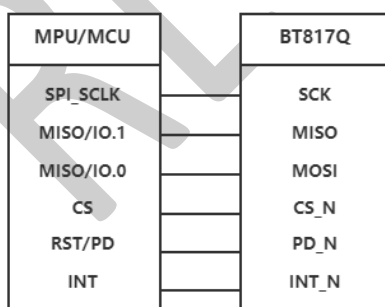 MPU/MCU BT817Q
SPI_SCLK SCK
MISO/IO.1 MISO
MISO/IO.0 MOSI
CS CS_N
RST/PD PD_N
INT INT_N